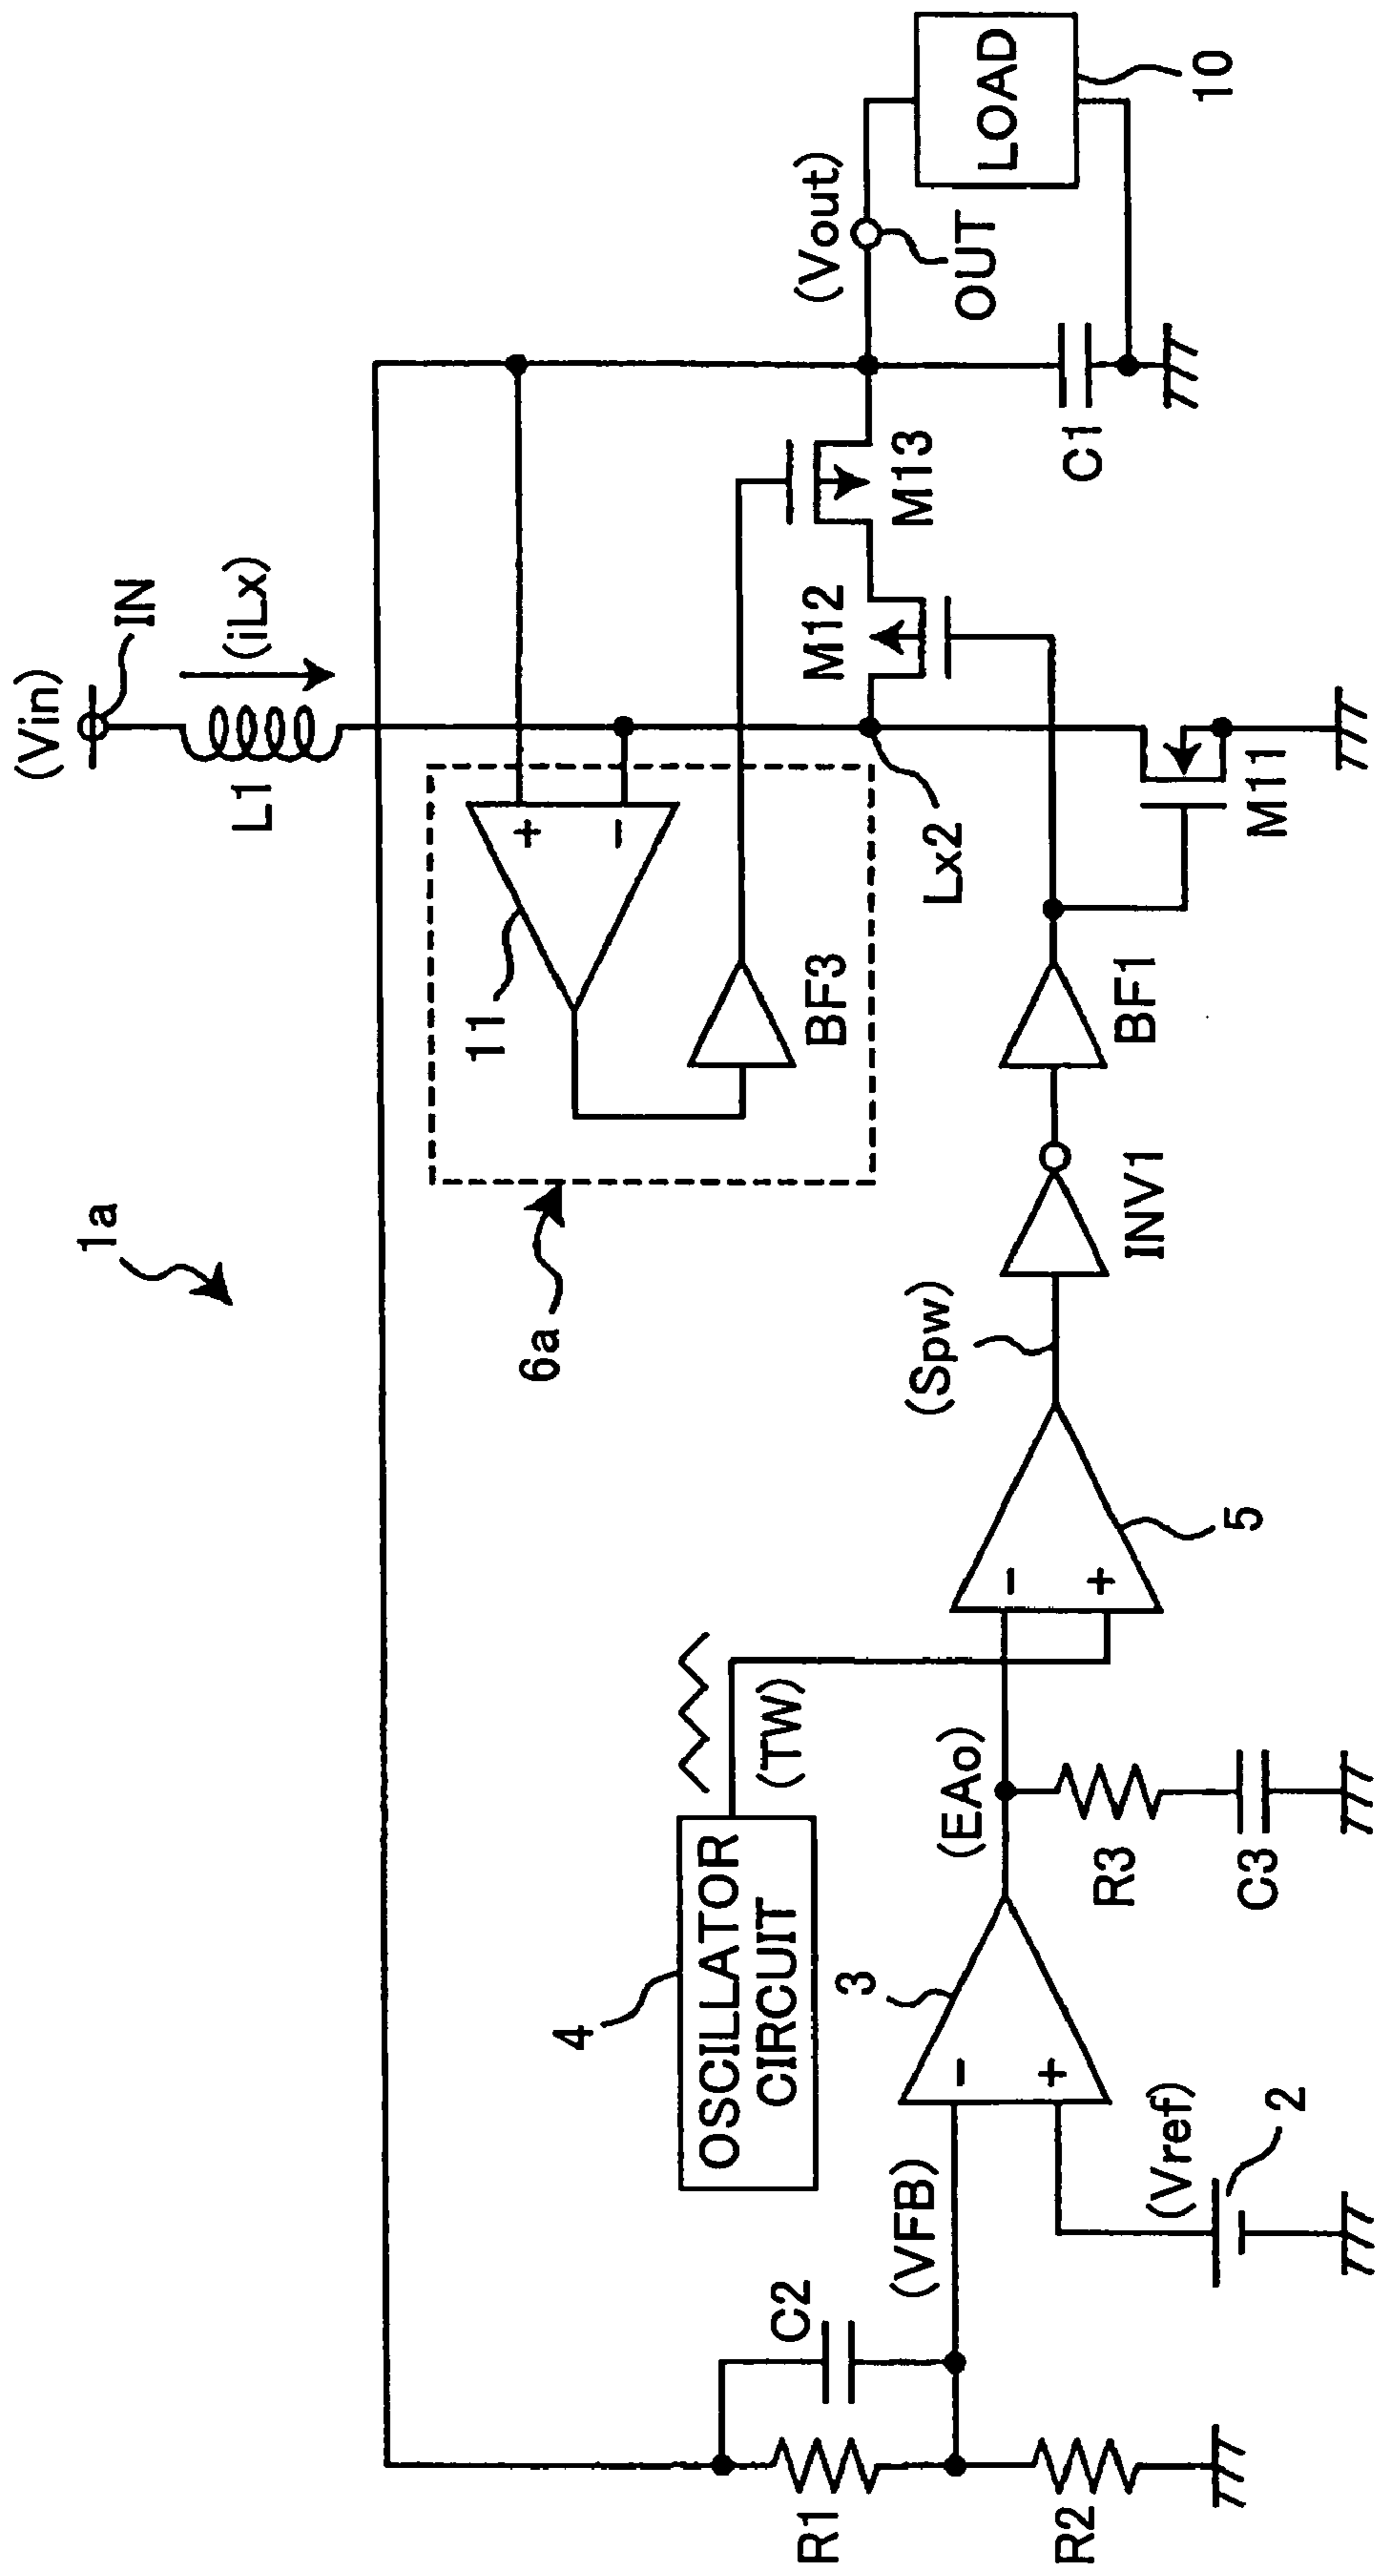 1a
(Vin)
IN
L1
(iLx)
6a
11
+
−
BF3
Lx2
M12
M13
(Vout)
OUT
LOAD
10
C1
M11
BF1
INV1
(Spw)
5
−
+
4
OSCILLATOR
CIRCUIT
(TW)
(EAo)
R3
C3
3
−
+
(VFB)
(Vref)
2
C2
R1
R2